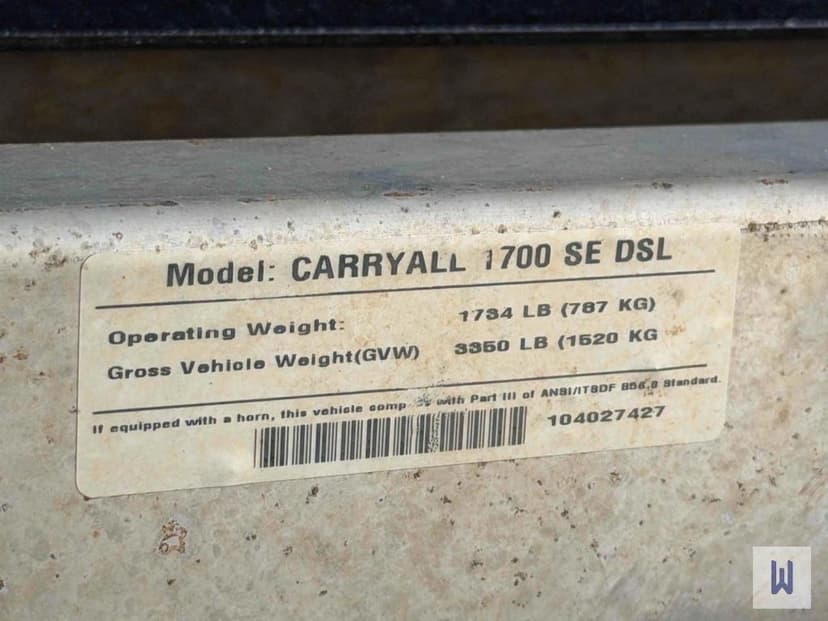 Model: CARRYALL 1700 SE DSL
Operating Weight: 1734 LB (787 KG)
Gross Vehicle Weight(GVW) 3350 LB (1520 KG
If equipped with a horn, this vehicle comp with Part III of ANSI/ITSDF B56.8 Standard.
104027427
W